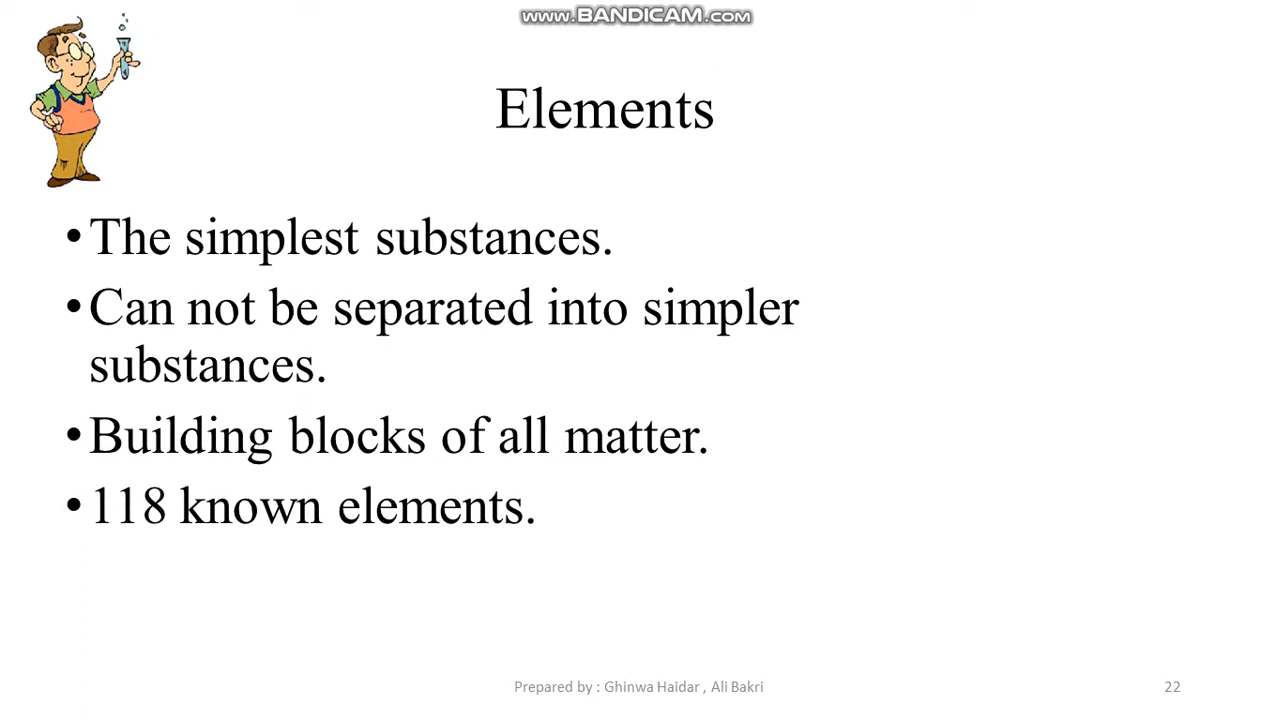 www.BANDICAM.com
Elements
•The simplest substances.
•Can not be separated into simpler
substances.
•Building blocks of all matter.
•118 known elements.
Prepared by : Ghinwa Haidar , Ali Bakri
22